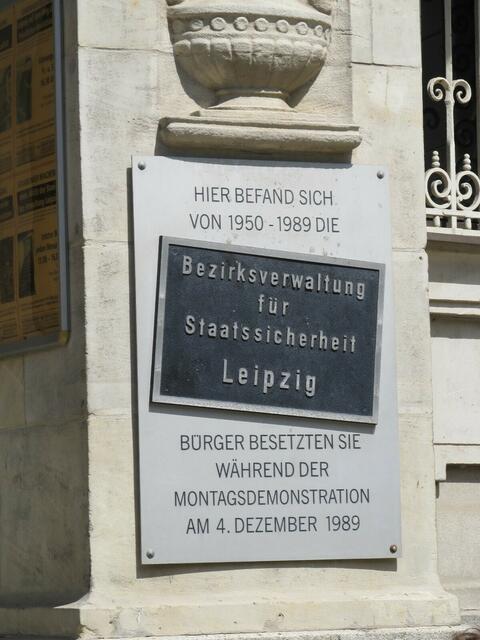 HIER BEFAND SICH
VON 1950 - 1989 DIE
Bezirksverwaltung
für
Staatssicherheit
Leipzig
BÜRGER BESETZTEN SIE
WÄHREND DER
MONTAGSDEMONSTRATION
AM 4. DEZEMBER 1989